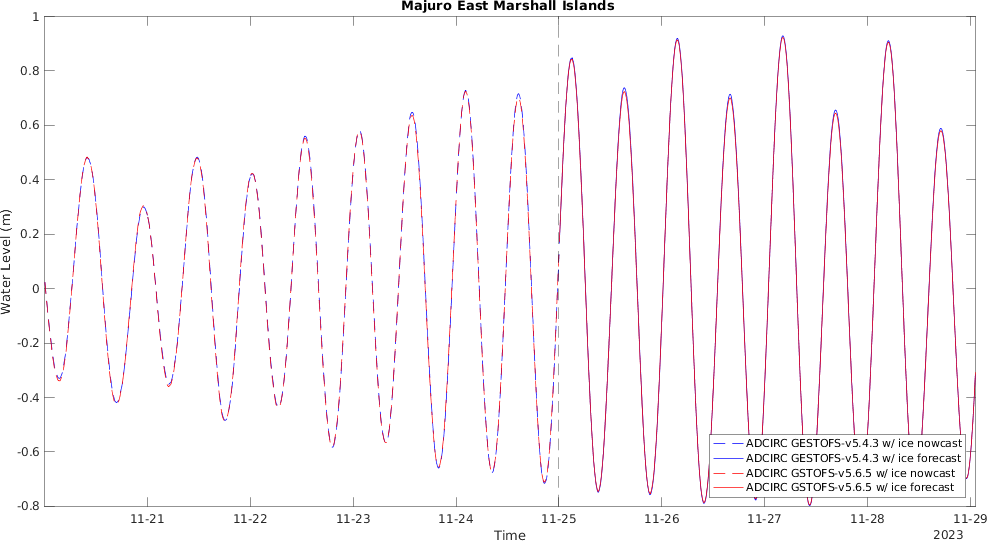 Majuro East Marshall Islands
1
0.8
0.6
0.4
0.2
0
-0.2
-0.4
-0.6
-0.8
Water Level (m)
ADCIRC GESTOFS-v5.4.3 w/ ice nowcast
ADCIRC GESTOFS-v5.4.3 w/ ice forecast
ADCIRC GSTOFS-v5.6.5 w/ ice nowcast
ADCIRC GSTOFS-v5.6.5 w/ ice forecast
11-21 11-22 11-23 11-24 11-25 11-26 11-27 11-28 11-29
Time
2023